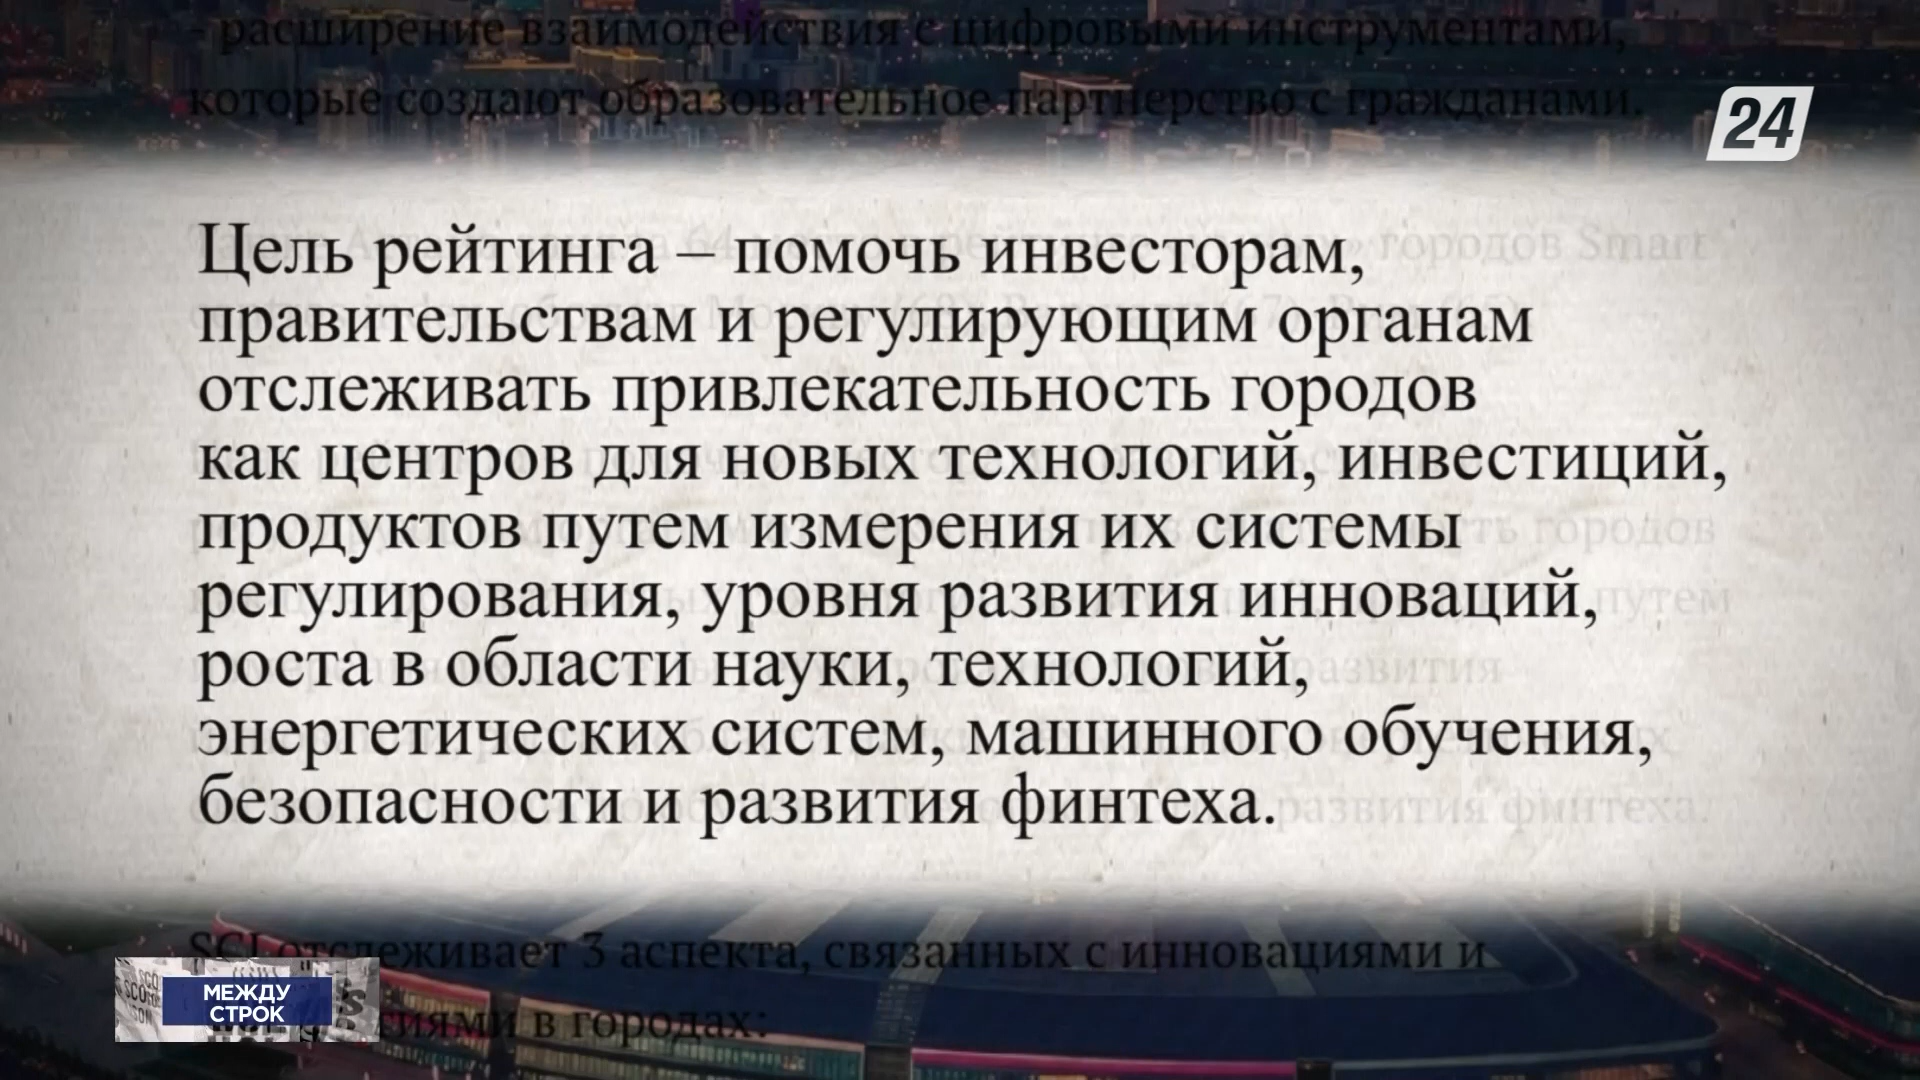 - расширение взаимодействия с цифровыми инструментами,
которые создают образовательное партнерство с гражданами.
24
Цель рейтинга – помочь инвесторам,
правительствам и регулирующим органам
отслеживать привлекательность городов
как центров для новых технологий, инвестиций,
продуктов путем измерения их системы
регулирования, уровня развития инноваций,
роста в области науки, технологий,
энергетических систем, машинного обучения,
безопасности и развития финтеха.
SCI отслеживает 3 аспекта, связанных с инновациями и
в городах:
МЕЖДУ
СТРОК